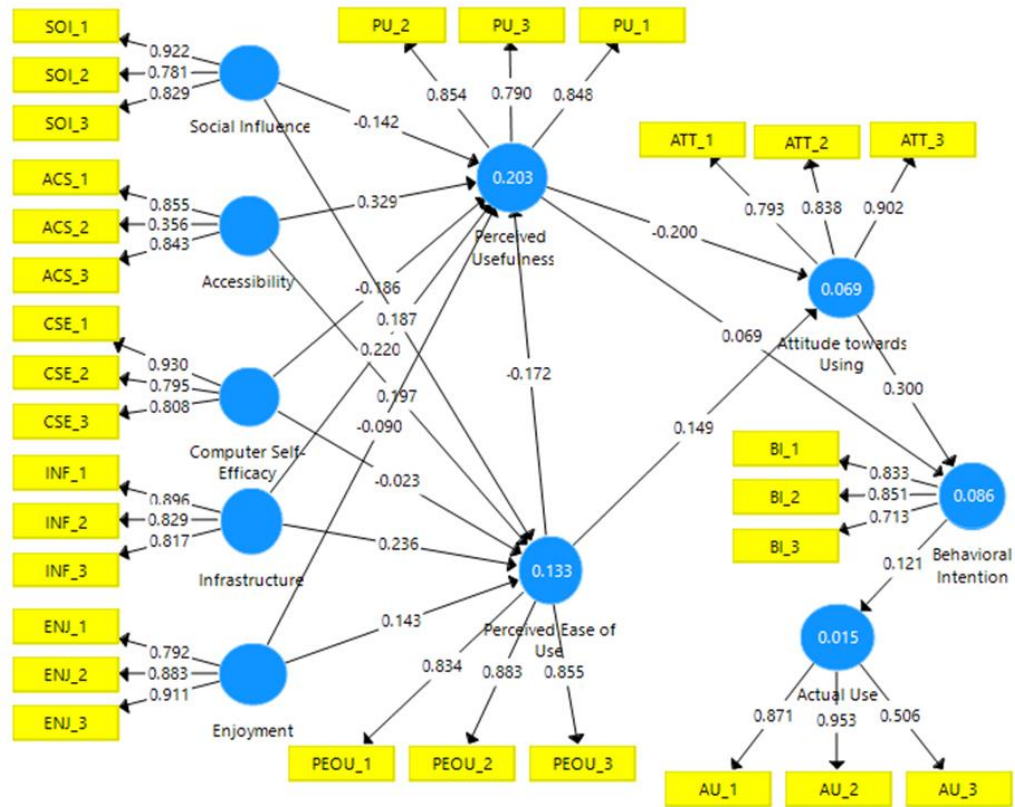 SOI_1
SOI_2
SOI_3
0.922
0.781
0.829
Social Influence
ACS_1
ACS_2
ACS_3
0.855
0.356
0.843
Accessibility
CSE_1
CSE_2
CSE_3
0.930
0.795
0.808
Computer Self-
Efficacy
INF_1
INF_2
INF_3
0.896
0.829
0.817
Infrastructure
ENJ_1
ENJ_2
ENJ_3
0.792
0.883
0.911
Enjoyment
-0.142
0.329
-0.186
0.187
0.220
0.197
-0.090
-0.023
0.236
0.143
PU_2
PU_3
PU_1
0.854
0.790
0.848
0.203
Perceived
Usefulness
-0.172
0.133
Perceived Ease of
Use
0.834
0.883
0.855
PEOU_1
PEOU_2
PEOU_3
-0.200
0.069
0.149
ATT_1
ATT_2
ATT_3
0.793
0.838
0.902
0.069
Attitude towards
Using
0.300
BI_1
BI_2
BI_3
0.833
0.851
0.713
0.086
Behavioral
Intention
0.121
0.015
Actual Use
0.871
0.953
0.506
AU_1
AU_2
AU_3